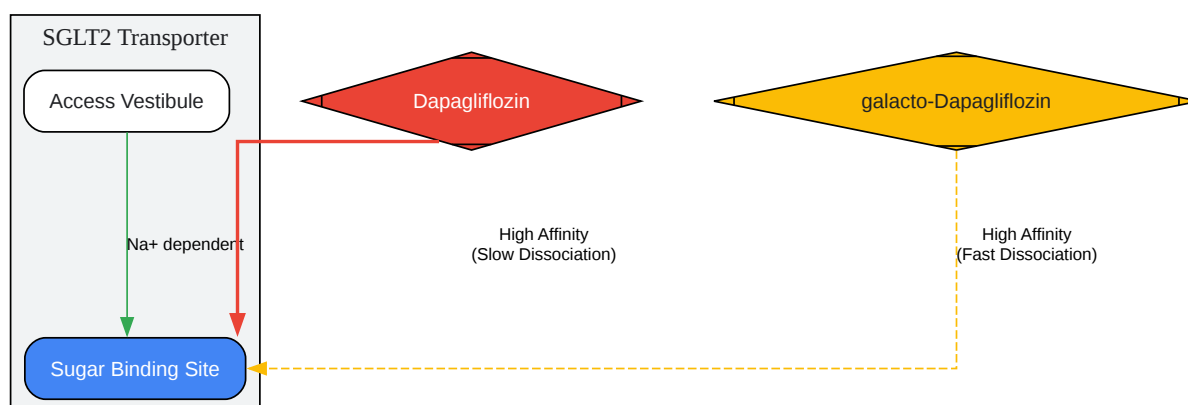 SGLT2 Transporter
Access Vestibule
Dapagliflozin
galacto-Dapagliflozin
Na+ dependent
High Affinity
(Slow Dissociation)
High Affinity
(Fast Dissociation)
Sugar Binding Site